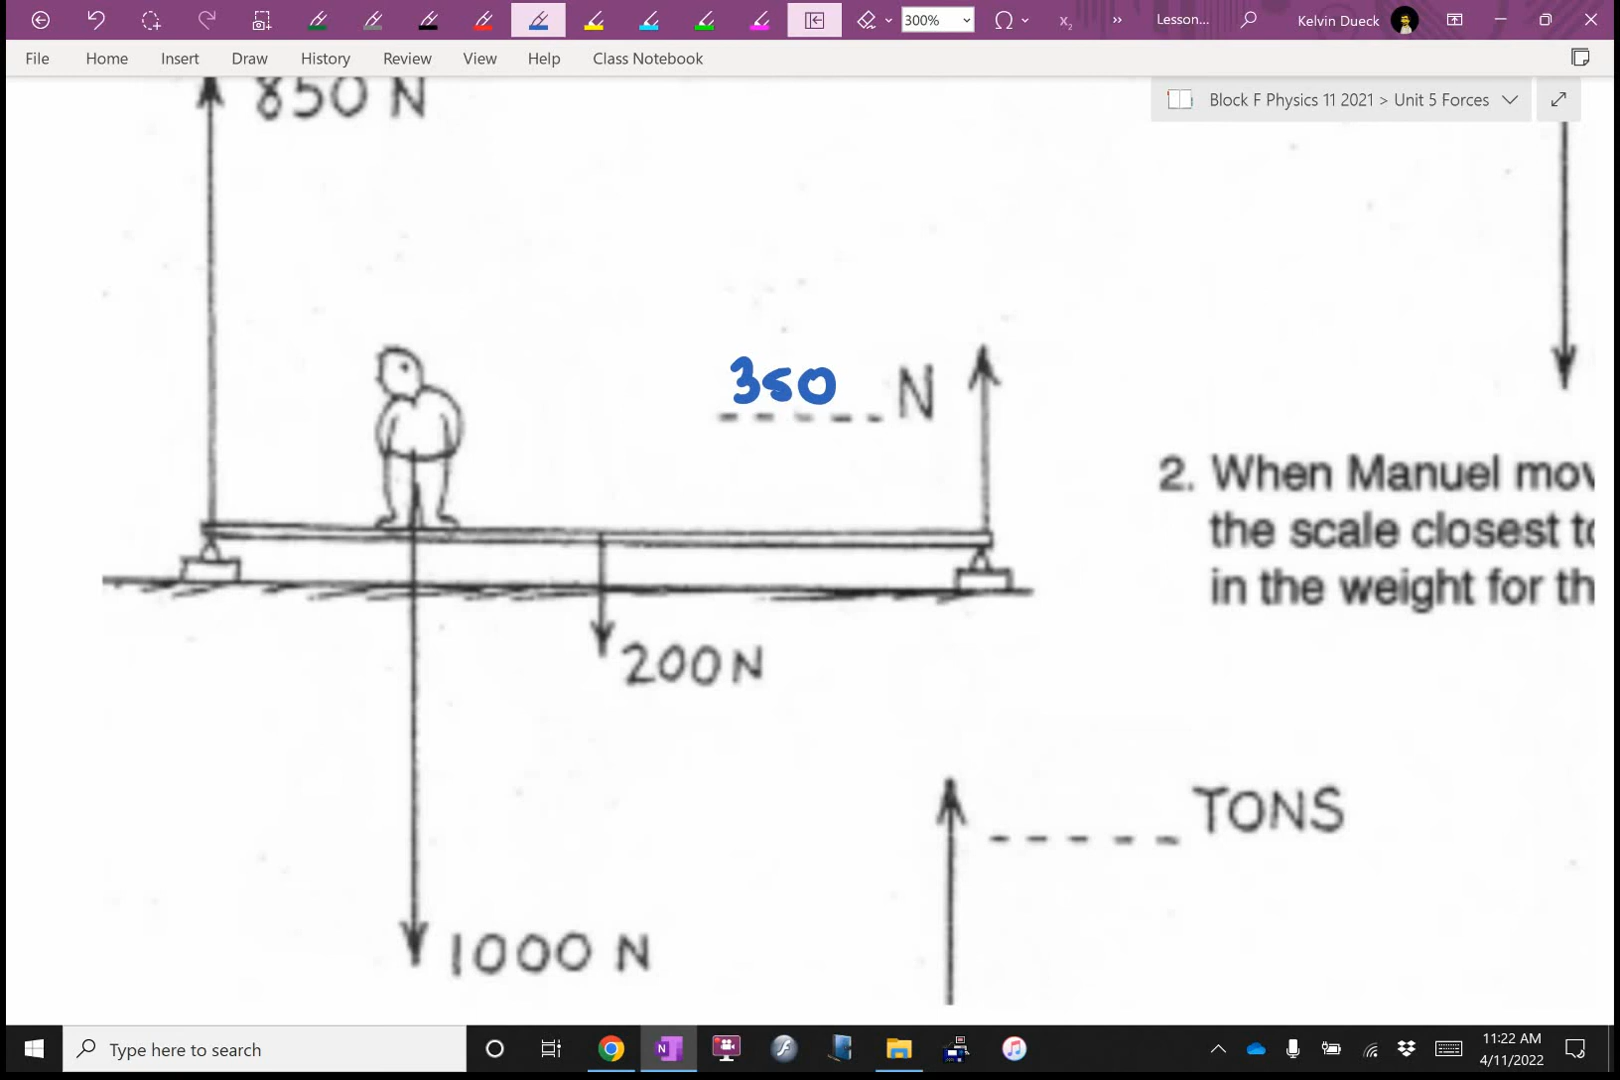 300%
Lesson...
Kelvin Dueck
File Home Insert Draw History Review View Help Class Notebook
Block F Physics 11 2021 > Unit 5 Forces
850 N
350 N
2. When Manuel mov
the scale closest to
in the weight for th
200 N
TONS
1000 N
Type here to search
11:22 AM
4/11/2022